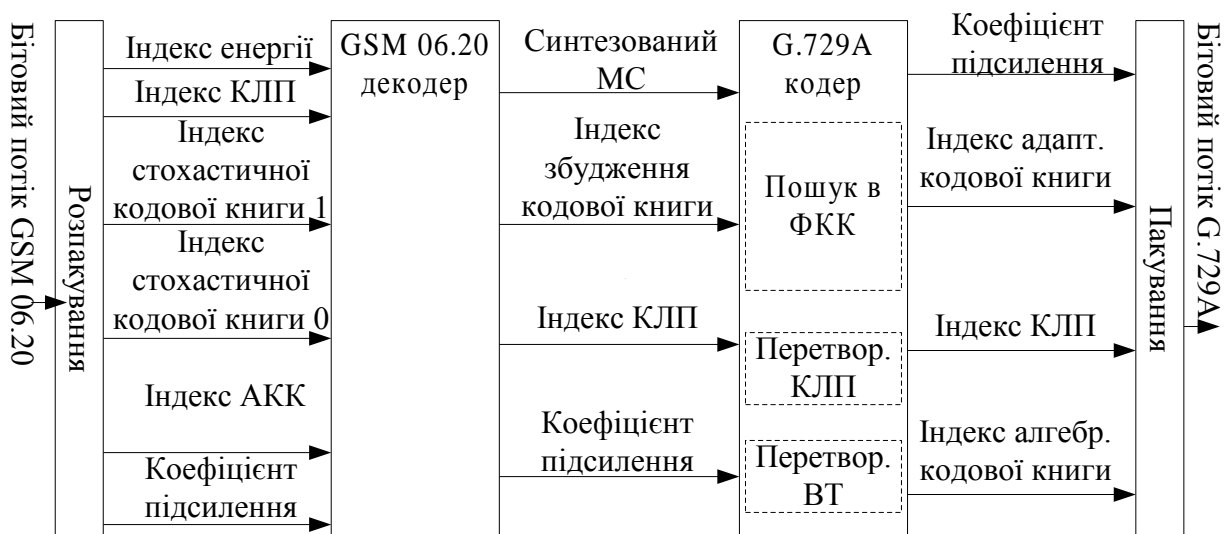 Бітовий потік GSM 06.20
Розпакування
Індекс енергії
Індекс КЛП
Індекс
стохастичної
кодової книги 1
Індекс
стохастичної
кодової книги 0
Індекс АКК
Коефіцієнт
підсилення
GSM 06.20
декодер
Синтезований
МС
Індекс
збудження
кодової книги
Індекс КЛП
Коефіцієнт
підсилення
G.729A
кодер
Пошук в
ФКК
Перетвор.
КЛП
Перетвор.
ВТ
Коефіцієнт
підсилення
Індекс адапт.
кодової книги
Індекс КЛП
Індекс алгебр.
кодової книги
Пакування
Бітовий потік G.729A